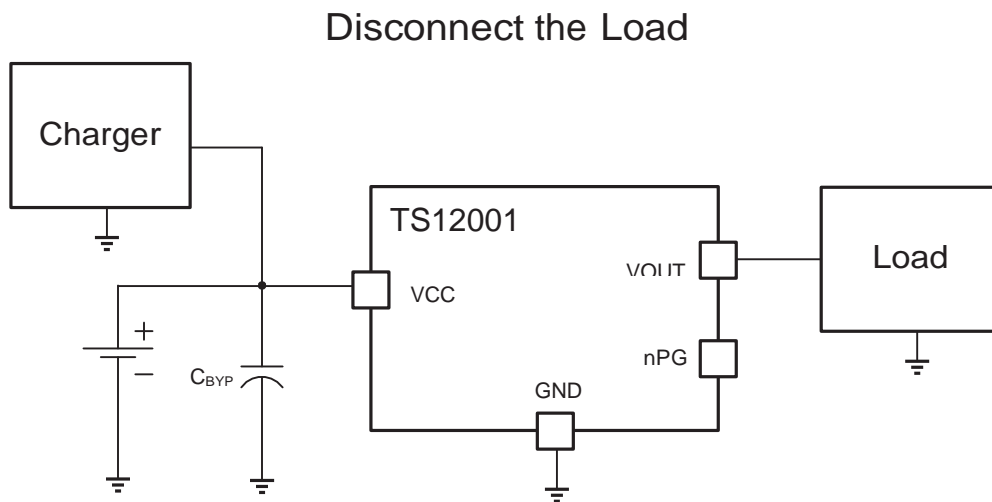 Disconnect the Load
Charger
TS12001
VOUT
Load
VCC
+
−
nPG
CBYP
GND